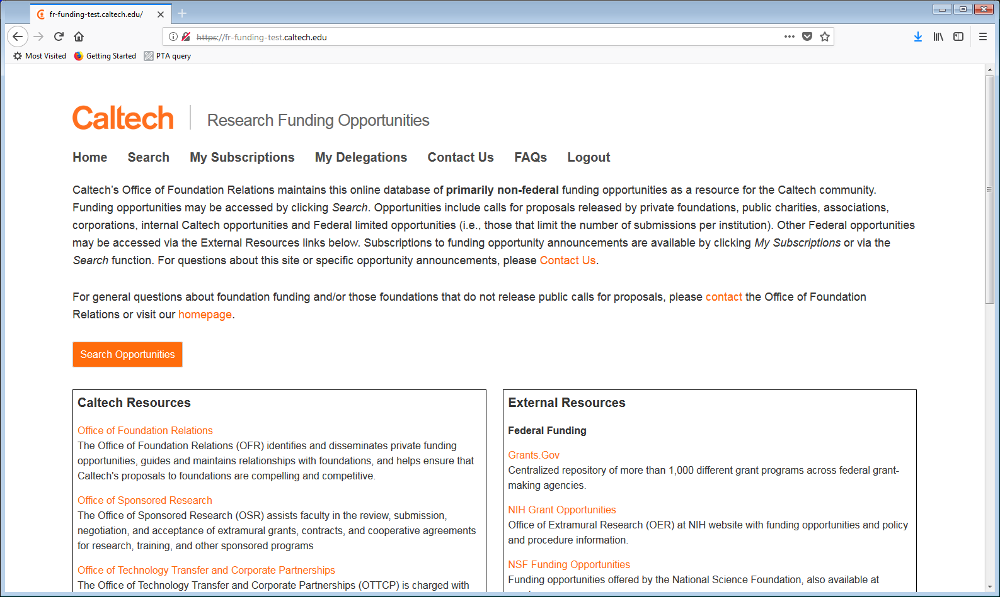 fr-funding-test.caltech.edu/
https://fr-funding-test.caltech.edu
Most Visited Getting Started PTA query
Caltech Research Funding Opportunities
Home Search My Subscriptions My Delegations Contact Us FAQs Logout
Caltech’s Office of Foundation Relations maintains this online database of primarily non-federal funding opportunities as a resource for the Caltech community.
Funding opportunities may be accessed by clicking Search. Opportunities include calls for proposals released by private foundations, public charities, associations,
corporations, internal Caltech opportunities and Federal limited opportunities (i.e., those that limit the number of submissions per institution). Other Federal opportunities
may be accessed via the External Resources links below. Subscriptions to funding opportunity announcements are available by clicking My Subscriptions or via the
Search function. For questions about this site or specific opportunity announcements, please Contact Us.
For general questions about foundation funding and/or those foundations that do not release public calls for proposals, please contact the Office of Foundation
Relations or visit our homepage.
Search Opportunities
Caltech Resources
Office of Foundation Relations
The Office of Foundation Relations (OFR) identifies and disseminates private funding
opportunities, guides and maintains relationships with foundations, and helps ensure that
Caltech's proposals to foundations are compelling and competitive.
Office of Sponsored Research
The Office of Sponsored Research (OSR) assists faculty in the review, submission,
negotiation, and acceptance of extramural grants, contracts, and cooperative agreements
for research, training, and other sponsored programs
Office of Technology Transfer and Corporate Partnerships
The Office of Technology Transfer and Corporate Partnerships (OTTCP) is charged with
External Resources
Federal Funding
Grants.Gov
Centralized repository of more than 1,000 different grant programs across federal grant-
making agencies.
NIH Grant Opportunities
Office of Extramural Research (OER) at NIH website with funding opportunities and policy
and procedure information.
NSF Funding Opportunities
Funding opportunities offered by the National Science Foundation, also available at